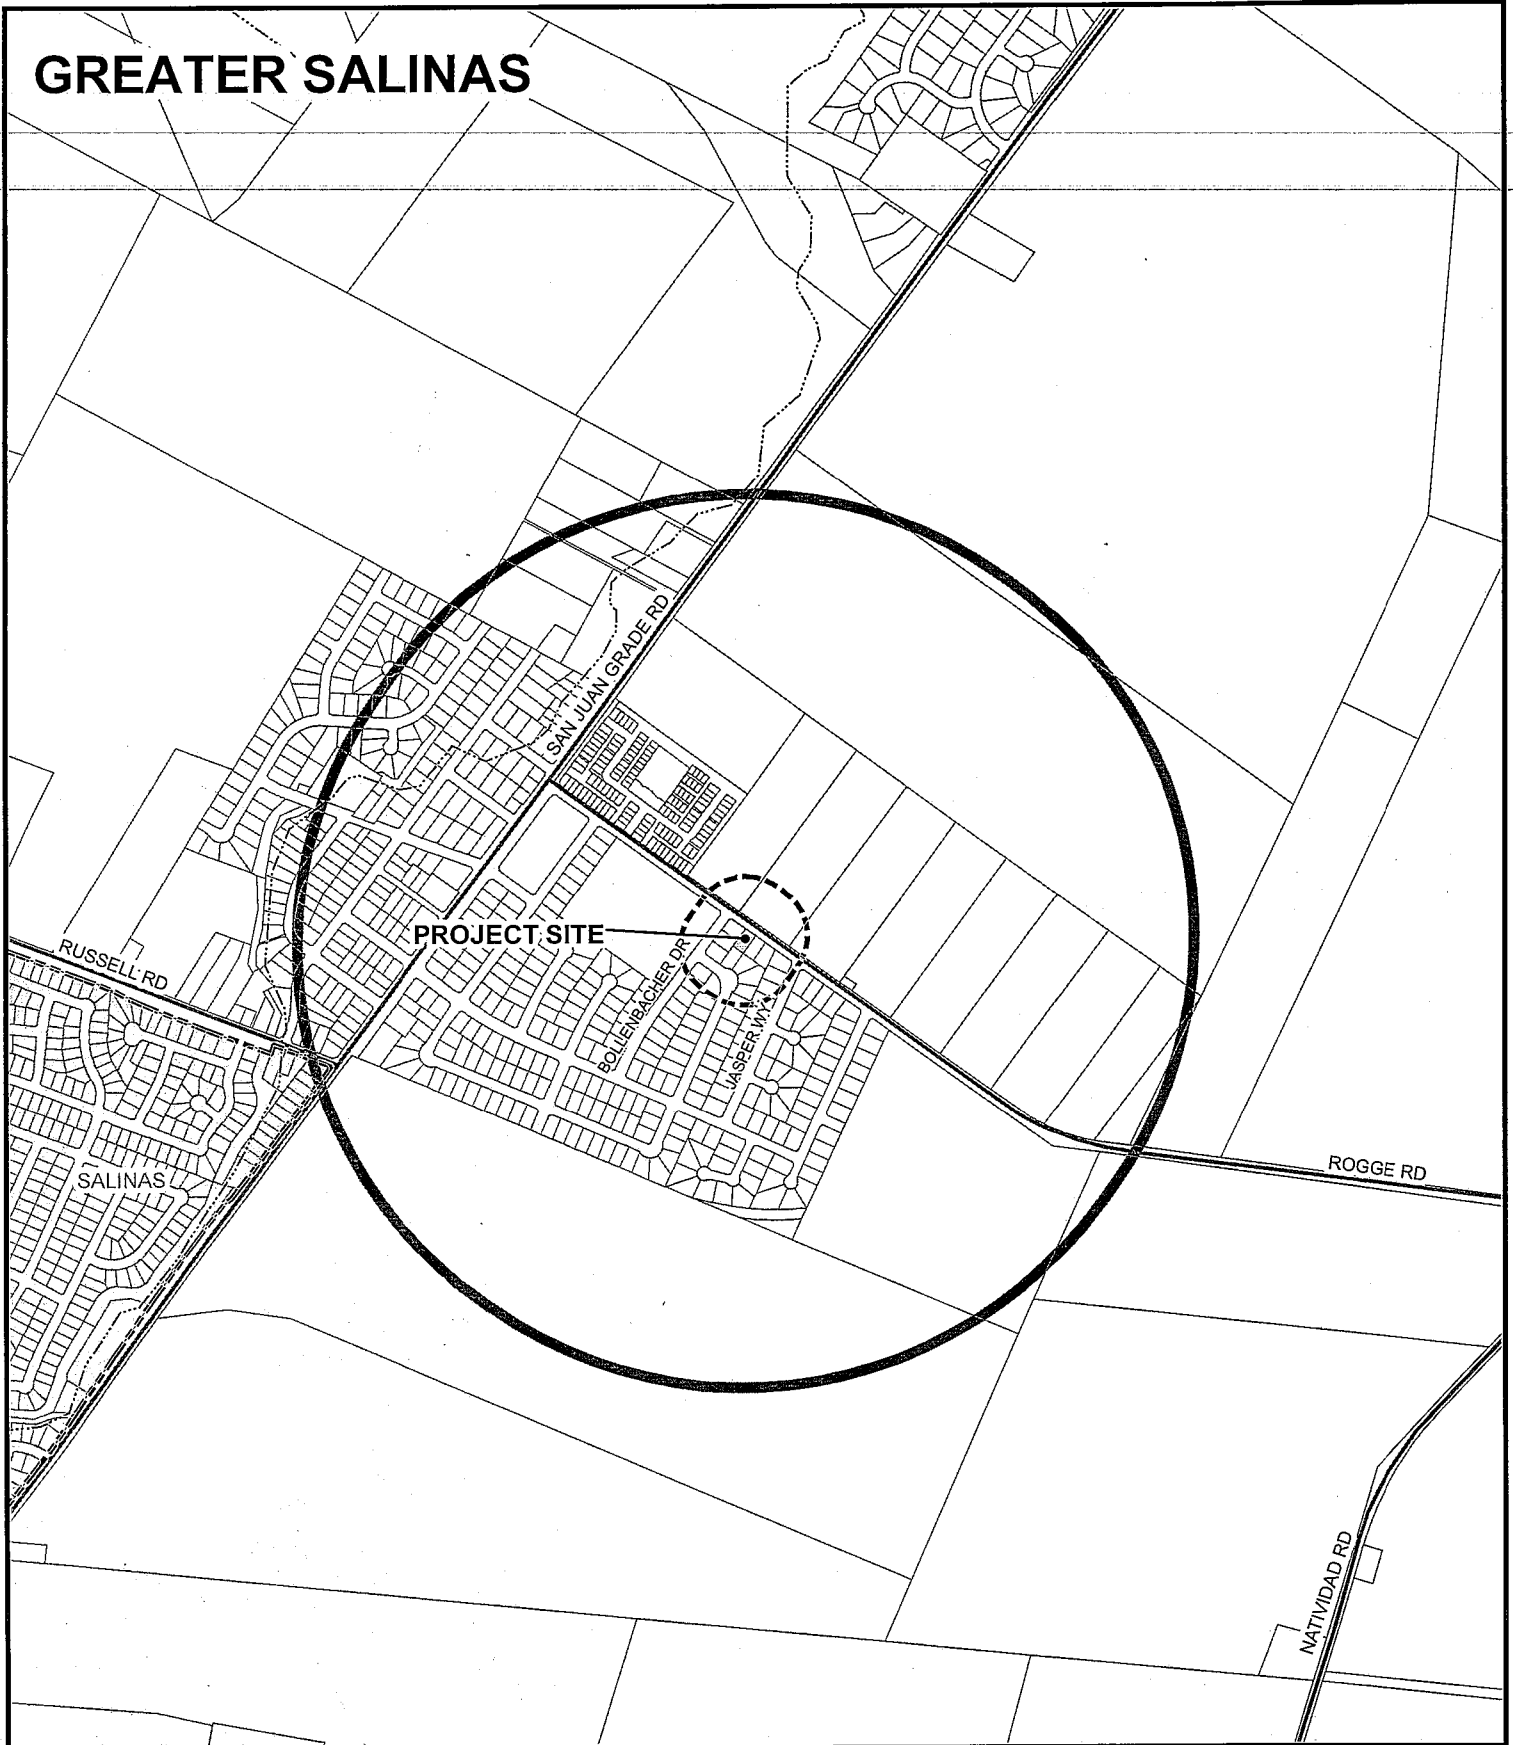 GREATER SALINAS
SAN JUAN GRADE RD
PROJECT SITE
RUSSELL RD
BOLLENBACHER DR
JASPER WY
SALINAS
ROGGE RD
NATIVIDAD RD